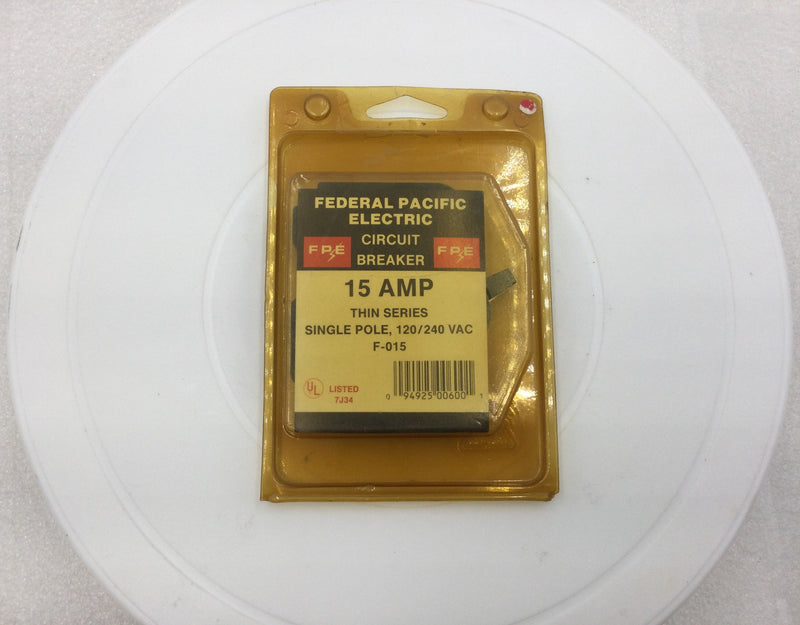 FEDERAL PACIFIC
ELECTRIC
FPE CIRCUIT FPE
BREAKER
15 AMP
THIN SERIES
SINGLE POLE, 120/240 VAC
F-015
UL LISTED
7J34
0 94925 00600 1